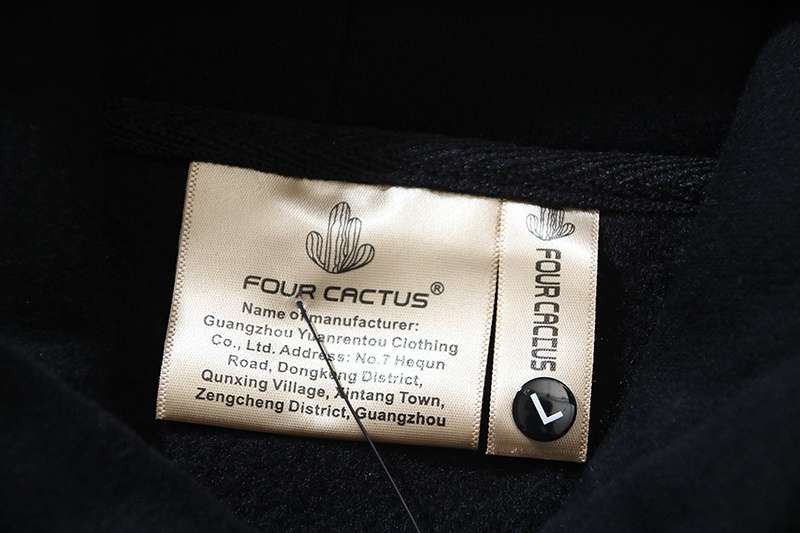 FOUR CACTUS®
Name of manufacturer:
Guangzhou Yuanrentou Clothing
Co., Ltd. Address: No.7 Hequn
Road, Dongkeng District,
Qunxing Village, Xintang Town,
Zengcheng District, Guangzhou
FOUR CACTUS
L